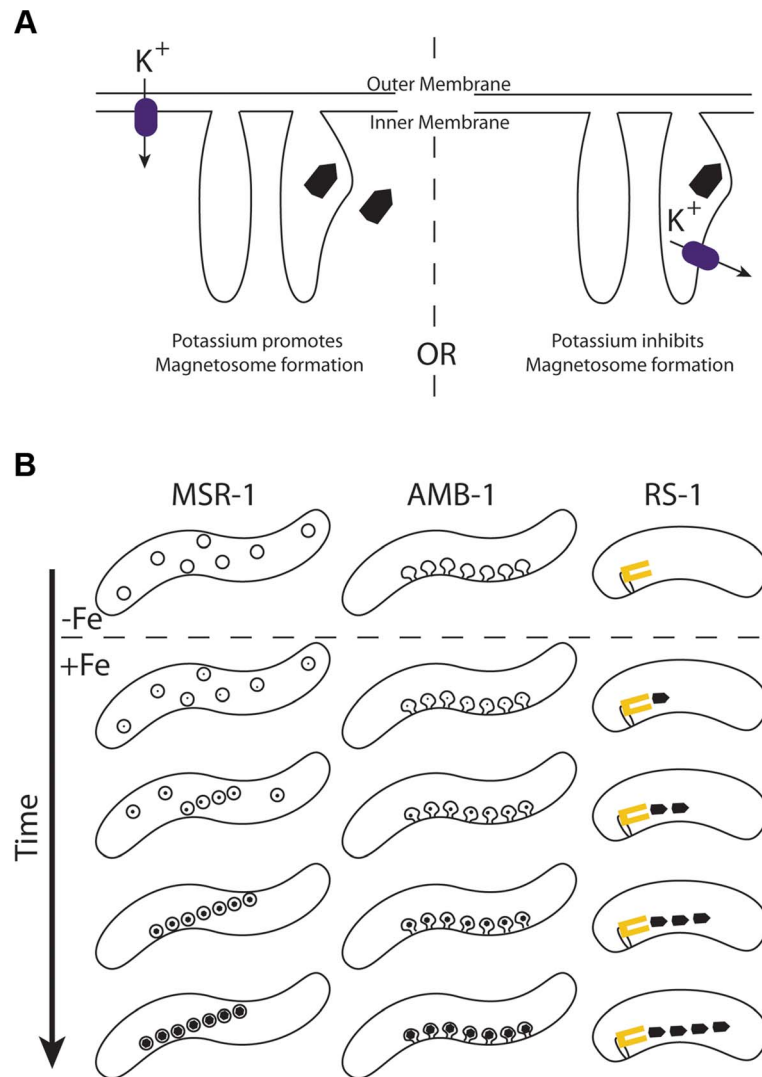 A
K+
Outer Membrane
Inner Membrane
K+
Potassium promotes
Magnetosome formation
OR
Potassium inhibits
Magnetosome formation
B
MSR-1
AMB-1
RS-1
-Fe
+Fe
Time